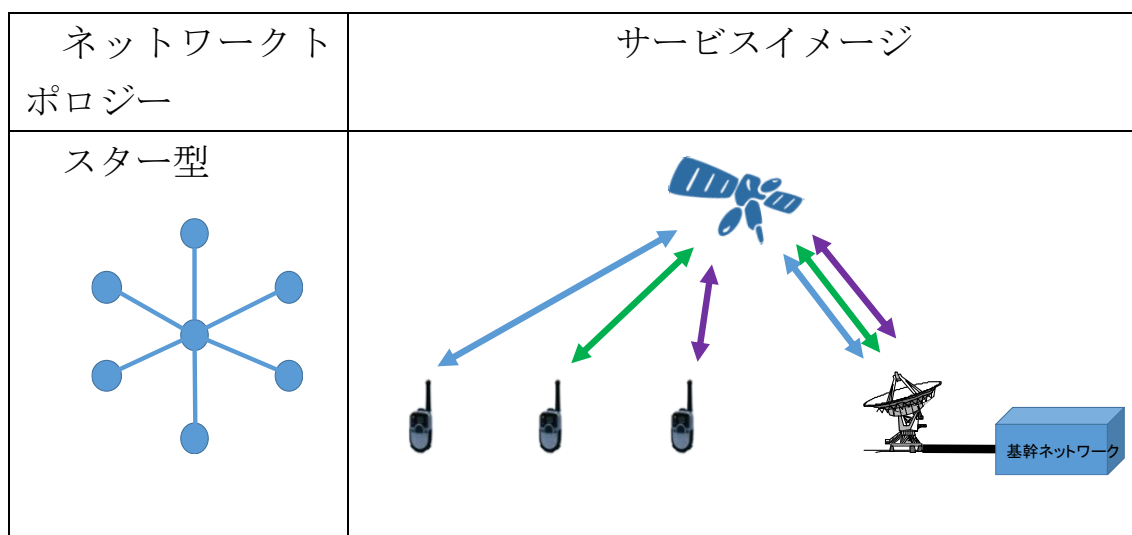 ネットワークト
ポロジー
サービスイメージ
スター型
基幹ネットワーク